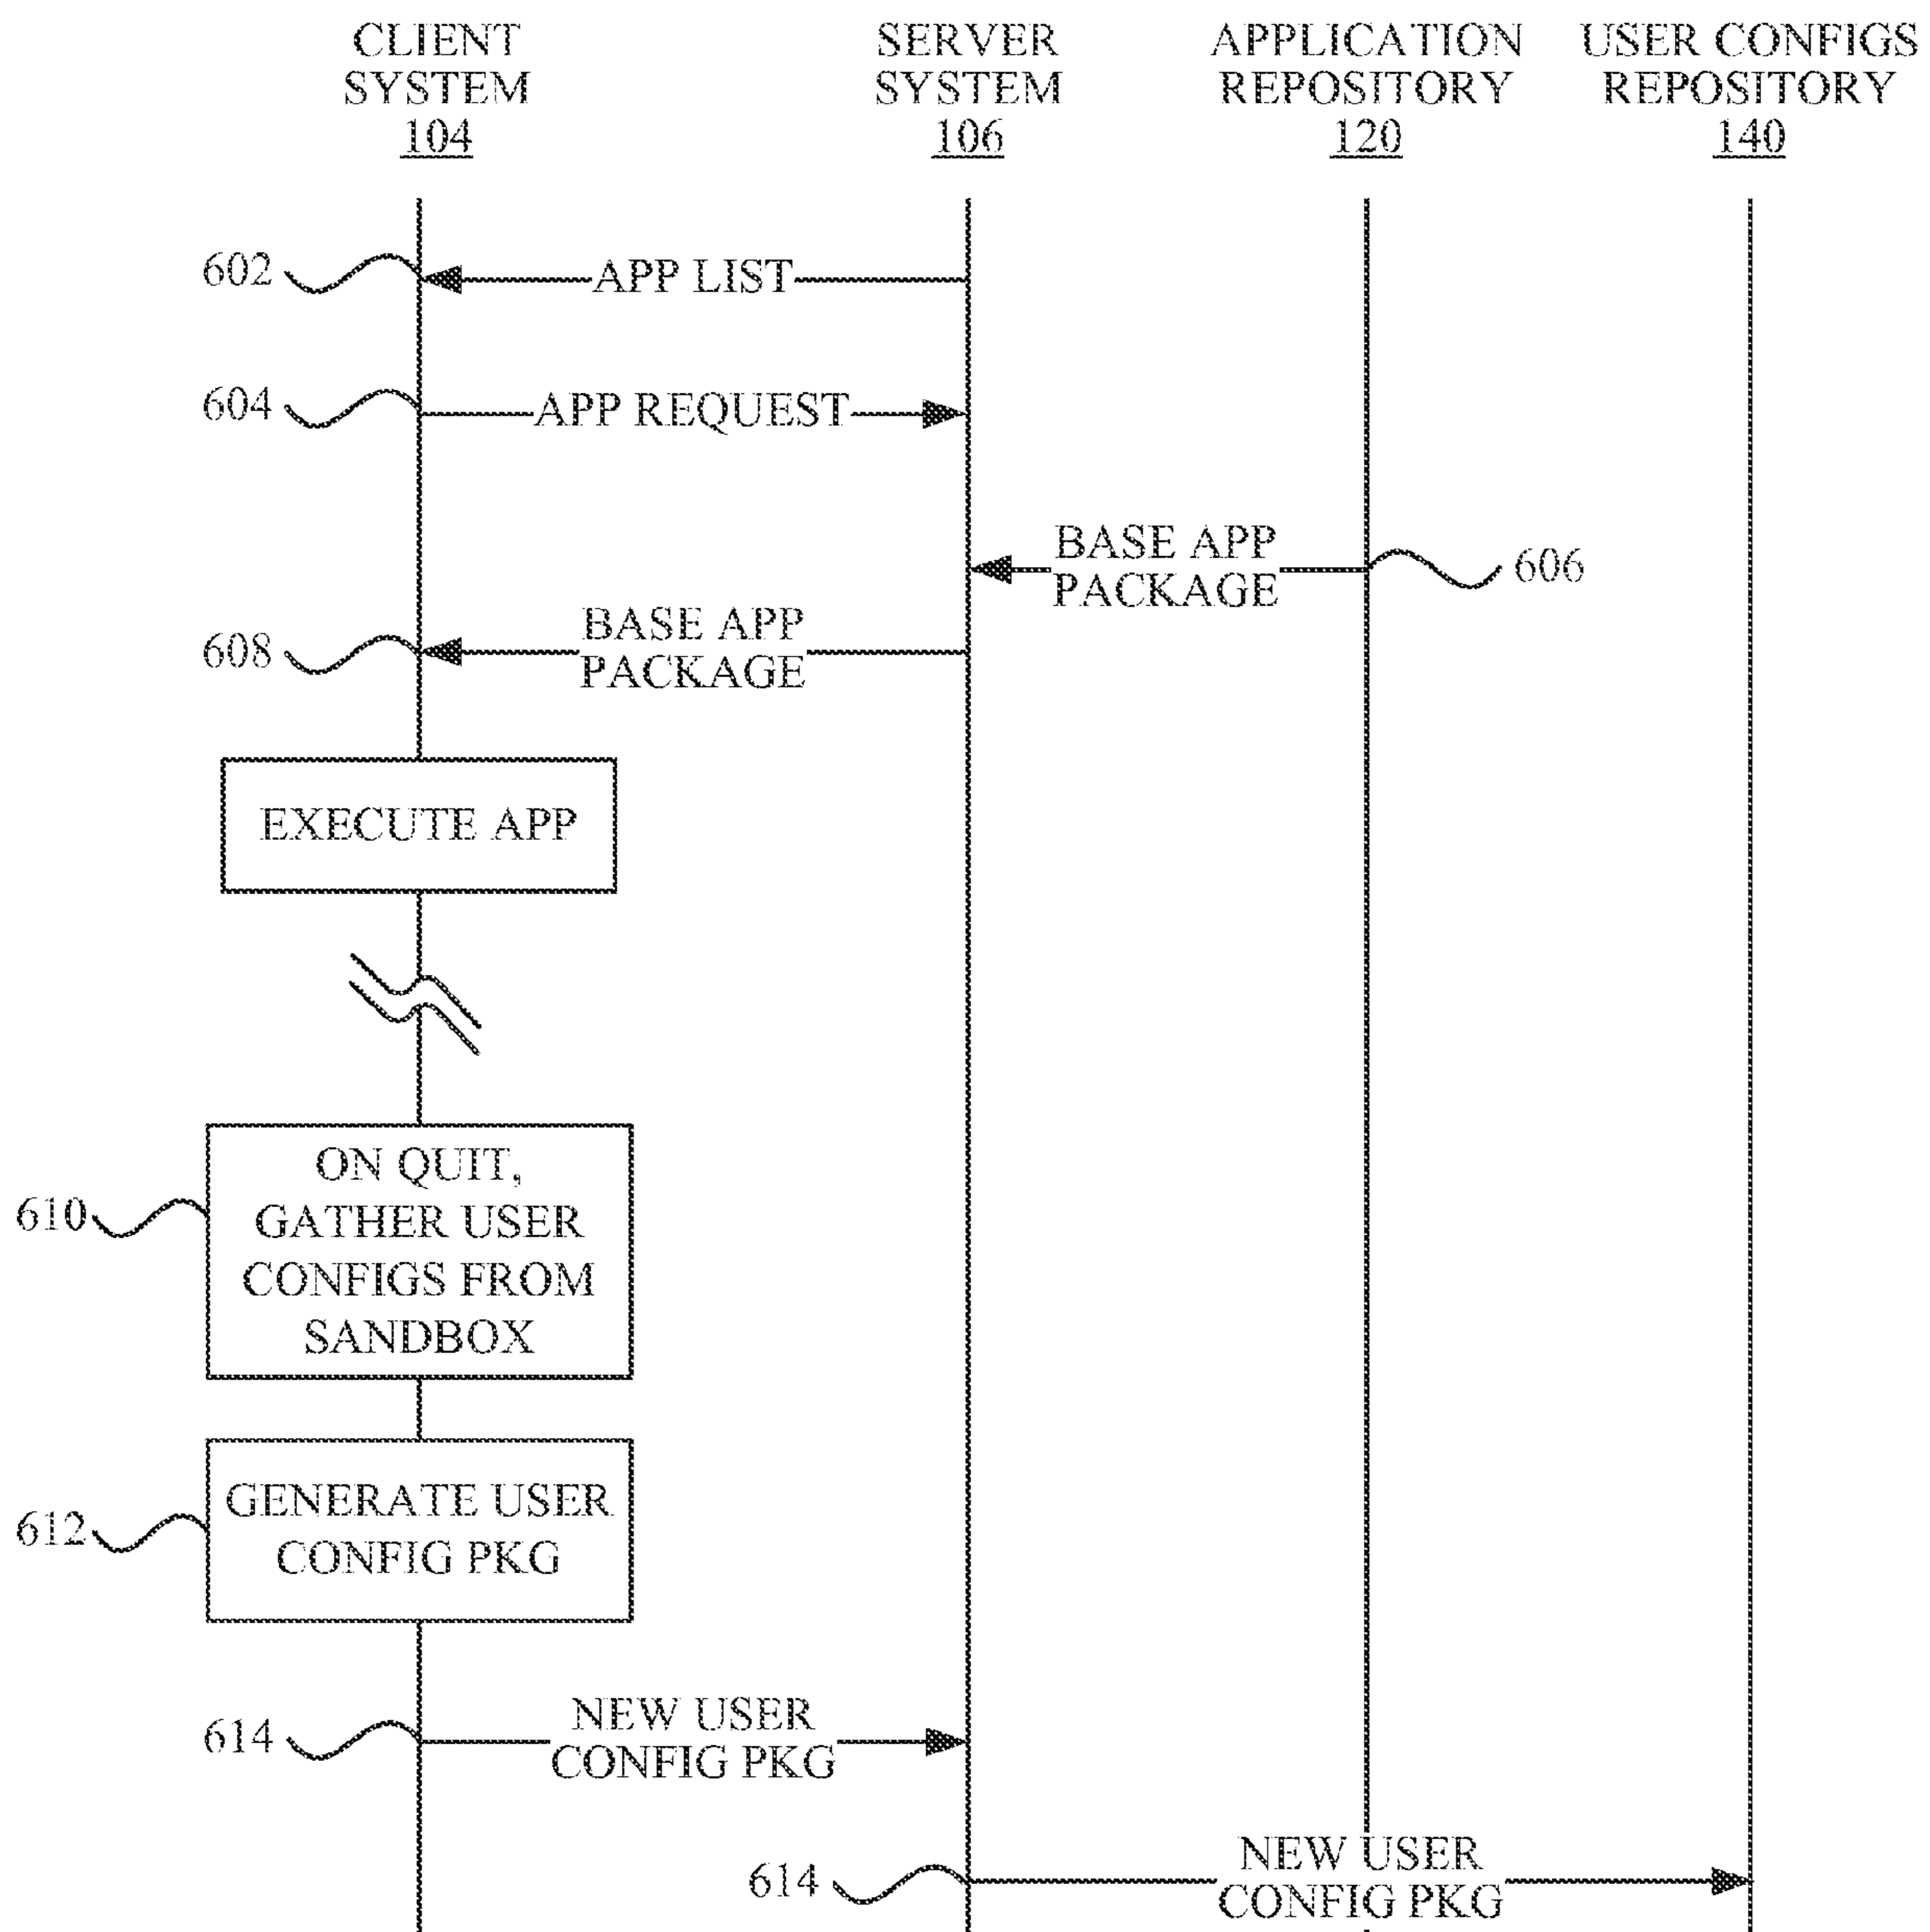 CLIENT
SYSTEM
104
SERVER
SYSTEM
106
APPLICATION
REPOSITORY
120
USER CONFIGS
REPOSITORY
140
602
APP LIST
604
APP REQUEST
BASE APP
PACKAGE
606
608
BASE APP
PACKAGE
EXECUTE APP
610
ON QUIT,
GATHER USER
CONFIGS FROM
SANDBOX
612
GENERATE USER
CONFIG PKG
614
NEW USER
CONFIG PKG
614
NEW USER
CONFIG PKG